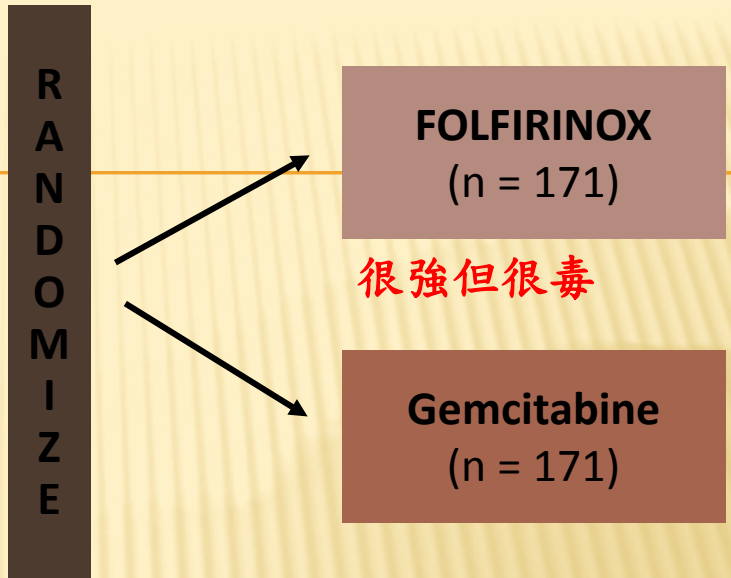 RANDOMIZE
FOLFIRINOX
(n = 171)
很強但很毒
Gemcitabine
(n = 171)